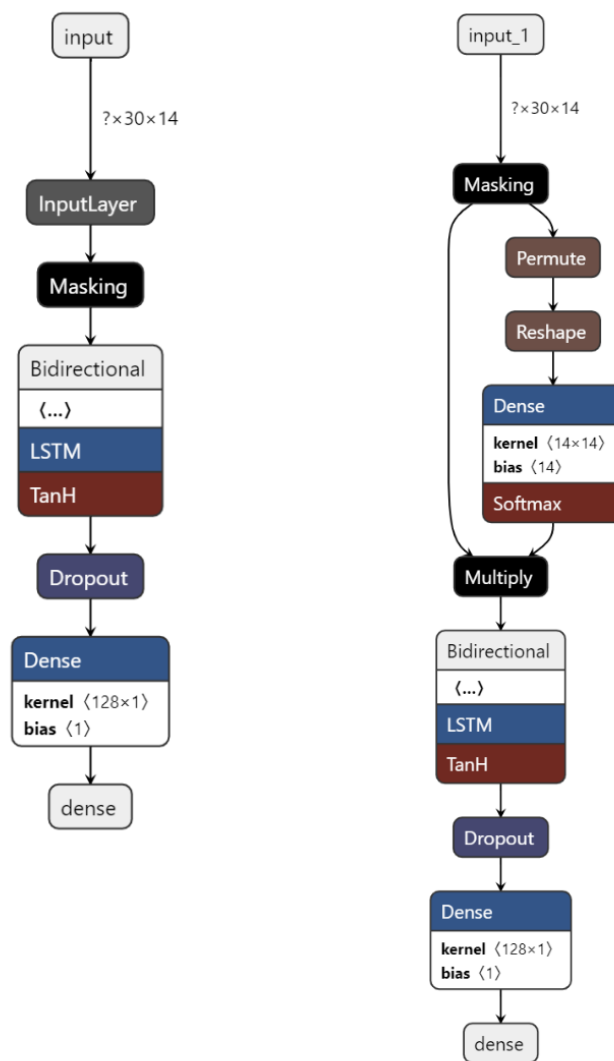 input
?×30×14
InputLayer
Masking
Bidirectional
⟨...⟩
LSTM
TanH
Dropout
Dense
kernel ⟨128×1⟩
bias ⟨1⟩
dense
input_1
?×30×14
Masking
Permute
Reshape
Dense
kernel ⟨14×14⟩
bias ⟨14⟩
Softmax
Multiply
Bidirectional
⟨...⟩
LSTM
TanH
Dropout
Dense
kernel ⟨128×1⟩
bias ⟨1⟩
dense